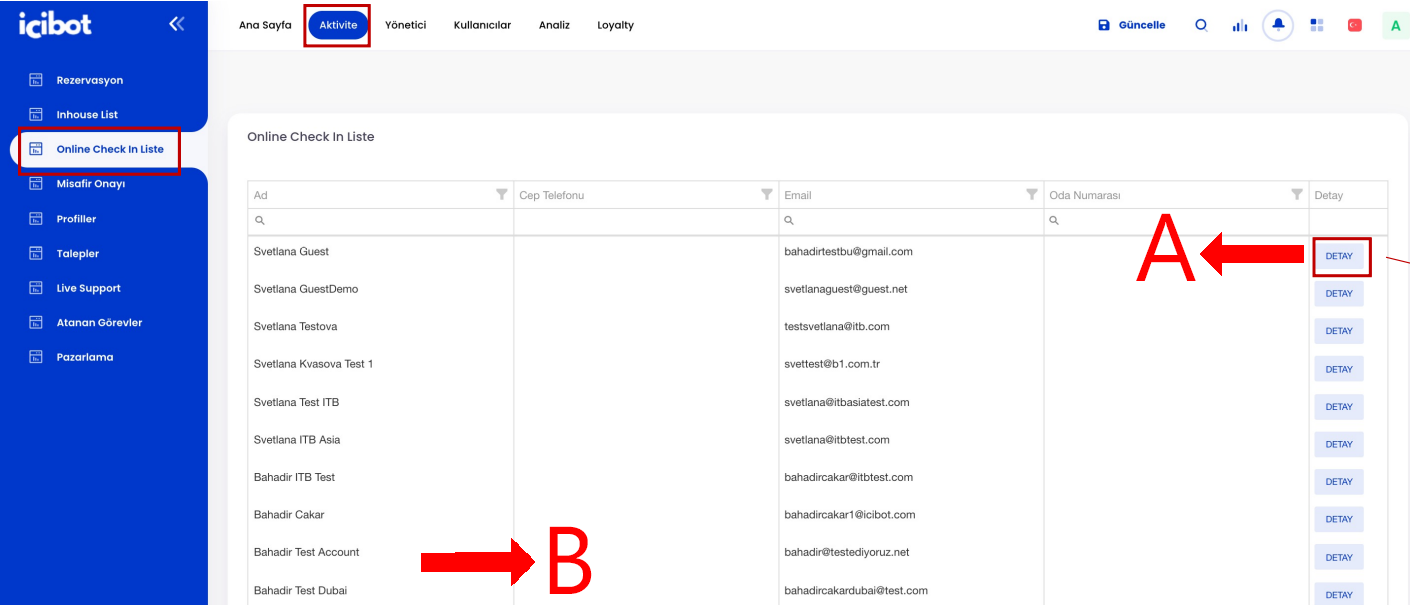 icibot
Ana Sayfa Aktivite Yönetici Kullanıcılar Analiz Loyalty Güncelle A
Rezervasyon
Inhouse List
Online Check In Liste
Misafir Onayı
Profiller
Talepler
Live Support
Atanan Görevler
Pazarlama
Online Check In Liste
Ad Cep Telefonu Email Oda Numarası Detay
Svetlana Guest bahadirtestbu@gmail.com A DETAY
Svetlana GuestDemo svetlanaguest@guest.net DETAY
Svetlana Testova testsvetlana@itb.com DETAY
Svetlana Kvasova Test 1 svettest@b1.com.tr DETAY
Svetlana Test ITB svetlana@itbasiatest.com DETAY
Svetlana ITB Asia svetlana@itbtest.com DETAY
Bahadir ITB Test bahadircakar@itbtest.com DETAY
Bahadir Cakar bahadircakar1@icibot.com DETAY
Bahadir Test Account B bahadir@testediyoruz.net DETAY
Bahadir Test Dubai bahadircakardubai@test.com DETAY